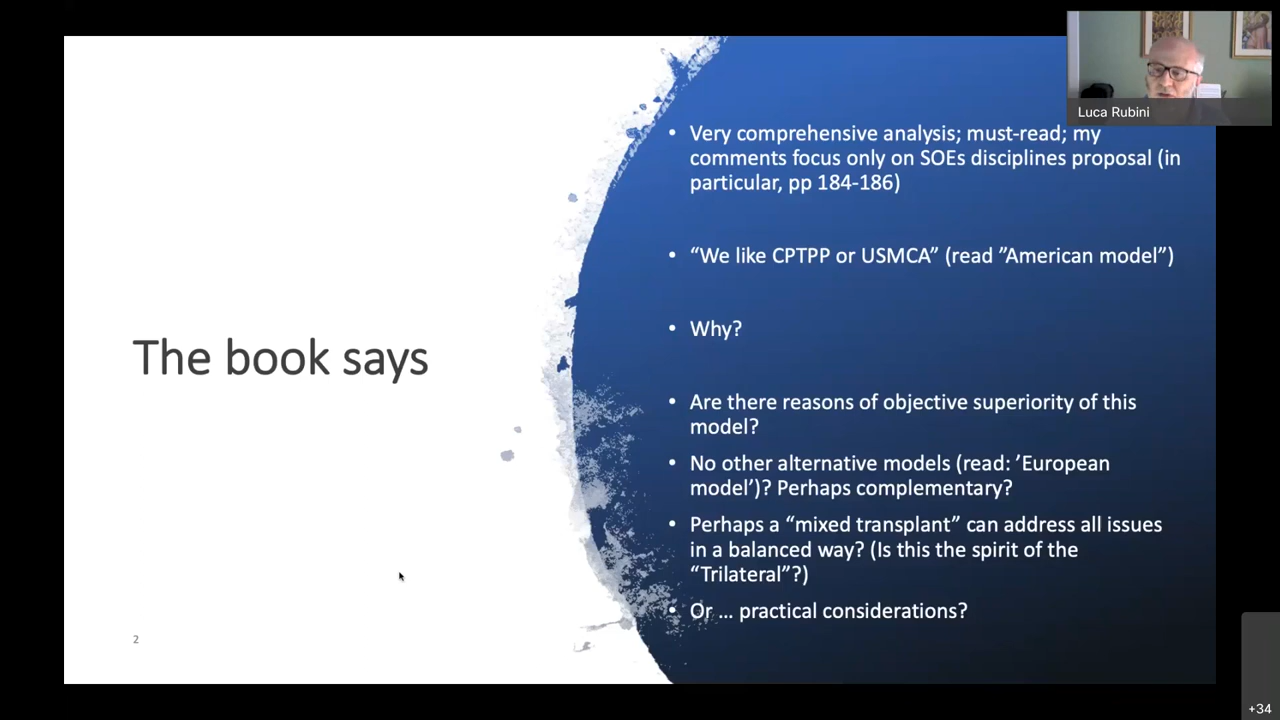 Luca Rubini
The book says
• Very comprehensive analysis; must-read; my
comments focus only on SOEs disciplines proposal (in
particular, pp 184-186)
• “We like CPTPP or USMCA” (read ”American model”)
• Why?
• Are there reasons of objective superiority of this
model?
• No other alternative models (read: ’European
model’)? Perhaps complementary?
• Perhaps a “mixed transplant” can address all issues
in a balanced way? (Is this the spirit of the
“Trilateral”?)
• Or … practical considerations?
2
+34